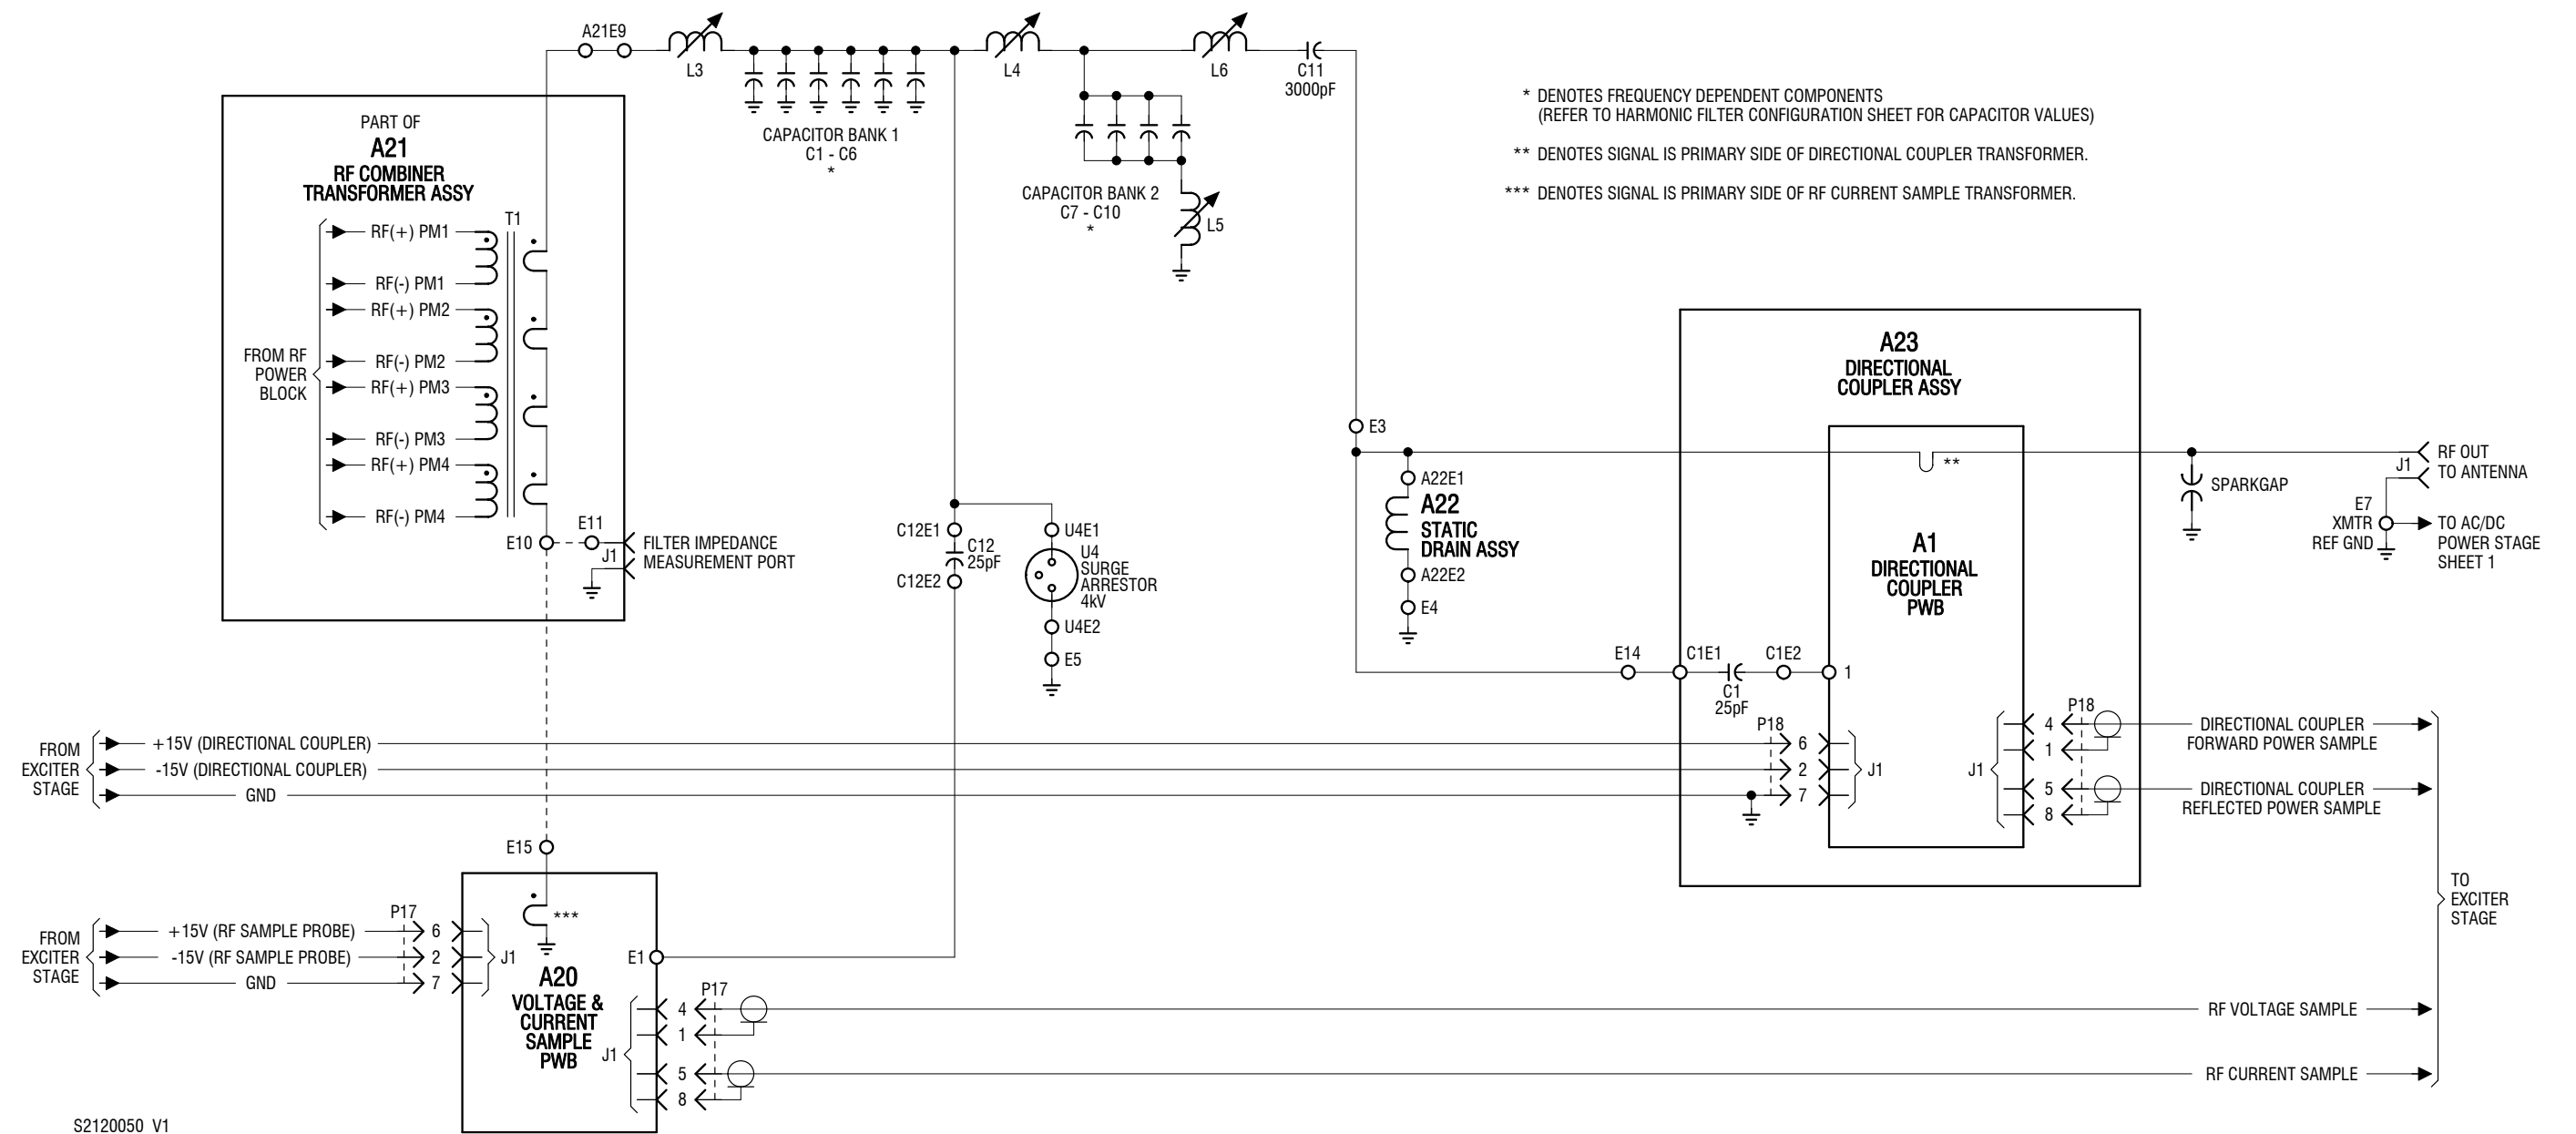 A21E9
L3
L4
L6
C11
3000pF
CAPACITOR BANK 1
C1 - C6
*
CAPACITOR BANK 2
C7 - C10
*
L5
* DENOTES FREQUENCY DEPENDENT COMPONENTS
(REFER TO HARMONIC FILTER CONFIGURATION SHEET FOR CAPACITOR VALUES)
** DENOTES SIGNAL IS PRIMARY SIDE OF DIRECTIONAL COUPLER TRANSFORMER.
*** DENOTES SIGNAL IS PRIMARY SIDE OF RF CURRENT SAMPLE TRANSFORMER.
PART OF
A21
RF COMBINER
TRANSFORMER ASSY
T1
RF(+) PM1
RF(-) PM1
RF(+) PM2
RF(-) PM2
RF(+) PM3
RF(-) PM3
RF(+) PM4
RF(-) PM4
FROM RF
POWER
BLOCK
E10
E11
J1
FILTER IMPEDANCE
MEASUREMENT PORT
C12E1
C12
25pF
C12E2
U4E1
U4
SURGE
ARRESTOR
4kV
U4E2
E5
E3
A22E1
A22
STATIC
DRAIN ASSY
A22E2
E4
A23
DIRECTIONAL
COUPLER ASSY
**
A1
DIRECTIONAL
COUPLER
PWB
SPARKGAP
J1
RF OUT
TO ANTENNA
E7
XMTR
REF GND
TO AC/DC
POWER STAGE
SHEET 1
E14
C1E1
C1
25pF
C1E2
1
P18
6
2
7
J1
J1
4
1
5
8
P18
DIRECTIONAL COUPLER
FORWARD POWER SAMPLE
DIRECTIONAL COUPLER
REFLECTED POWER SAMPLE
FROM
EXCITER
STAGE
+15V (DIRECTIONAL COUPLER)
-15V (DIRECTIONAL COUPLER)
GND
E15
***
FROM
EXCITER
STAGE
+15V (RF SAMPLE PROBE)
-15V (RF SAMPLE PROBE)
GND
P17
6
2
7
J1
E1
A20
VOLTAGE &
CURRENT
SAMPLE
PWB
J1
4
1
5
8
P17
RF VOLTAGE SAMPLE
RF CURRENT SAMPLE
TO
EXCITER
STAGE
S2120050 V1